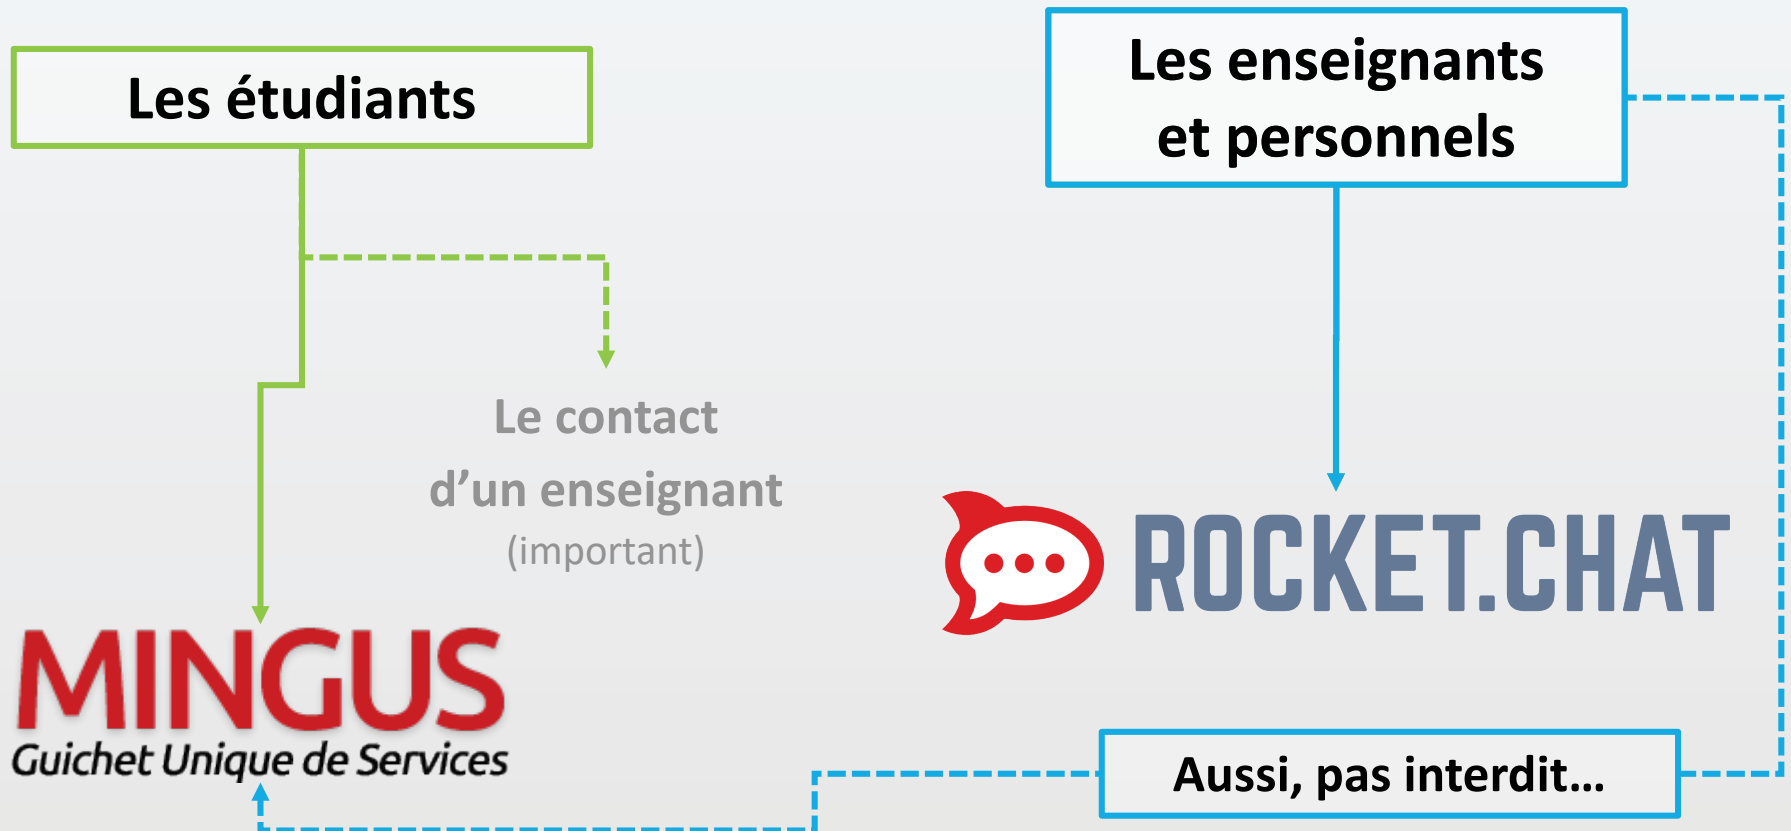 Les étudiants
Les enseignants
et personnels
Le contact
d’un enseignant
(important)
ROCKET.CHAT
MINGUS
Guichet Unique de Services
Aussi, pas interdit…